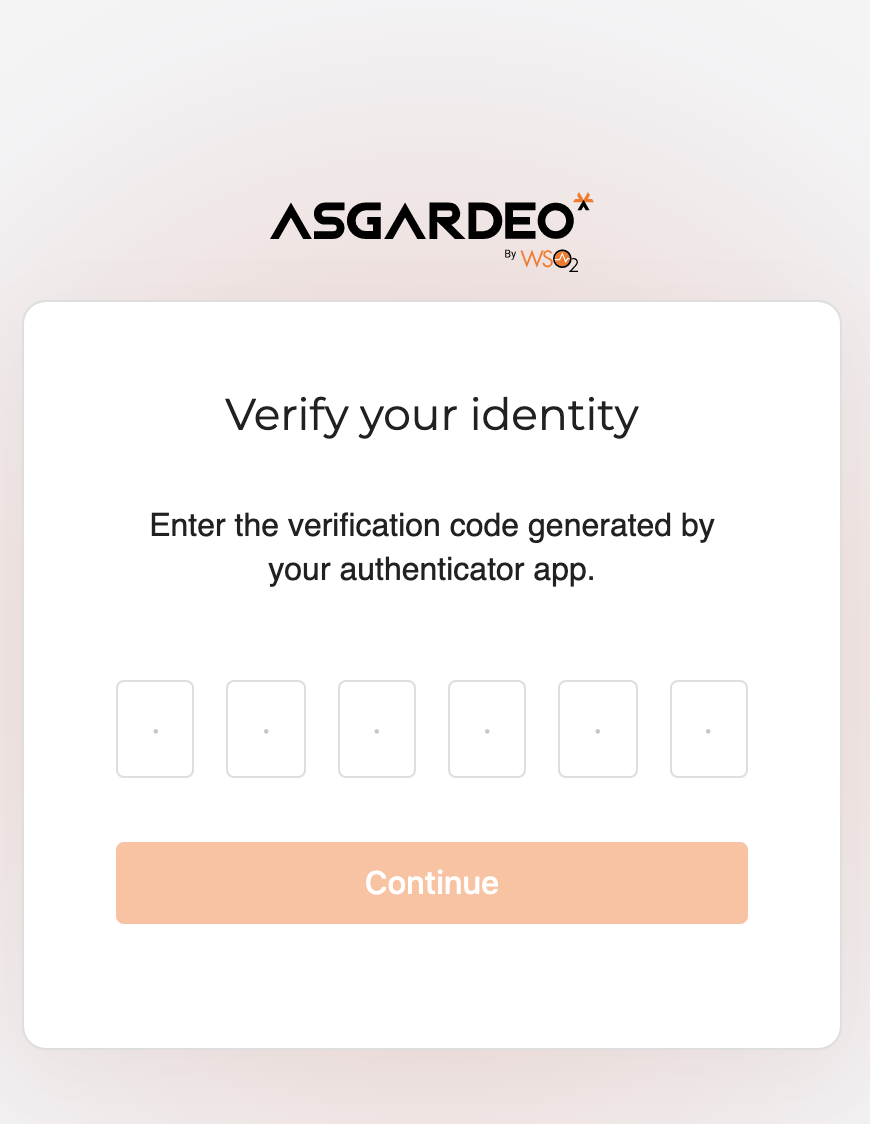 ASGARDEO
By WSO2
Verify your identity
Enter the verification code generated by
your authenticator app.
Continue